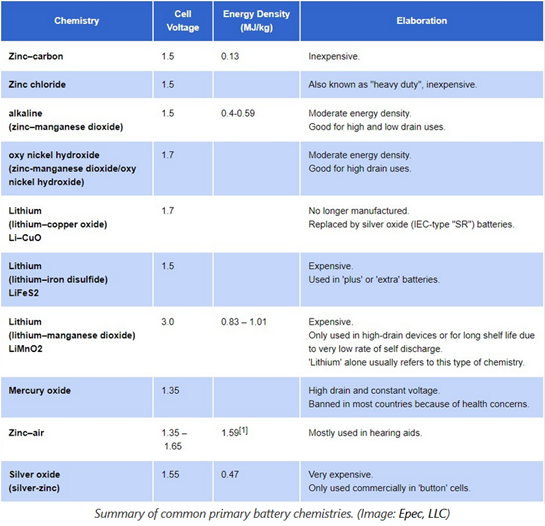 Chemistry
Cell
Voltage
Energy Density
(MJ/kg)
Elaboration
Zinc–carbon
1.5
0.13
Inexpensive.
Zinc chloride
1.5
Also known as "heavy duty", inexpensive.
alkaline
(zinc–manganese dioxide)
1.5
0.4-0.59
Moderate energy density.
Good for high and low drain uses.
oxy nickel hydroxide
(zinc-manganese dioxide/oxy
nickel hydroxide)
1.7
Moderate energy density.
Good for high drain uses.
Lithium
(lithium–copper oxide)
Li–CuO
1.7
No longer manufactured.
Replaced by silver oxide (IEC-type "SR") batteries.
Lithium
(lithium–iron disulfide)
LiFeS2
1.5
Expensive.
Used in 'plus' or 'extra' batteries.
Lithium
(lithium–manganese dioxide)
LiMnO2
3.0
0.83 – 1.01
Expensive.
Only used in high-drain devices or for long shelf life due
to very low rate of self discharge.
'Lithium' alone usually refers to this type of chemistry.
Mercury oxide
1.35
High drain and constant voltage.
Banned in most countries because of health concerns.
Zinc–air
1.35 –
1.65
1.59[1]
Mostly used in hearing aids.
Silver oxide
(silver-zinc)
1.55
0.47
Very expensive.
Only used commercially in 'button' cells.
Summary of common primary battery chemistries. (Image: Epec, LLC)